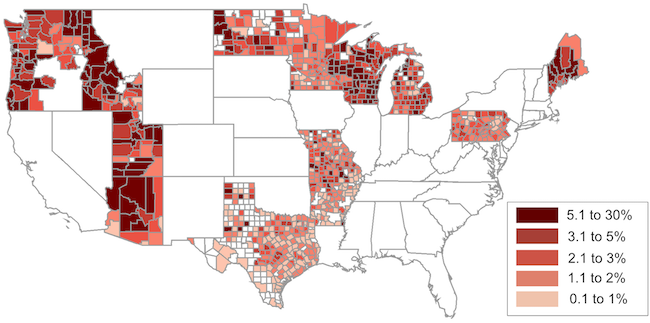 5.1 to 30%
3.1 to 5%
2.1 to 3%
1.1 to 2%
0.1 to 1%